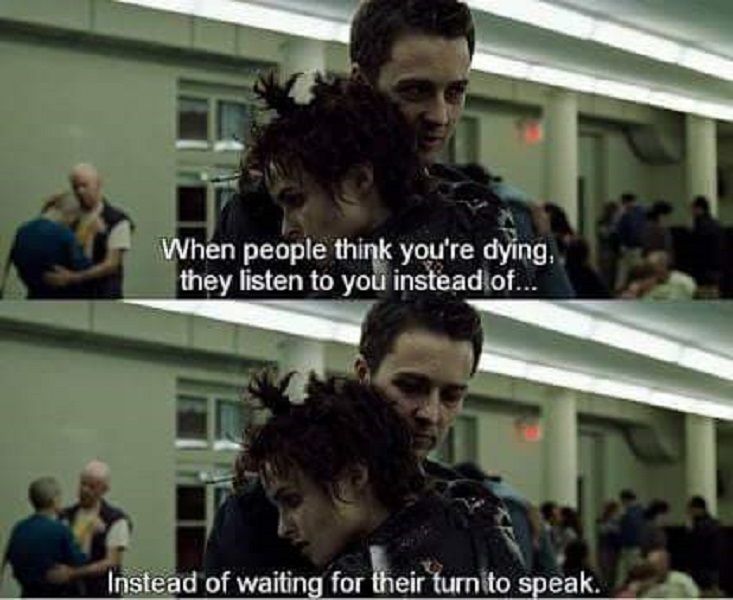 When people think you're dying,
they listen to you instead of...
Instead of waiting for their turn to speak.